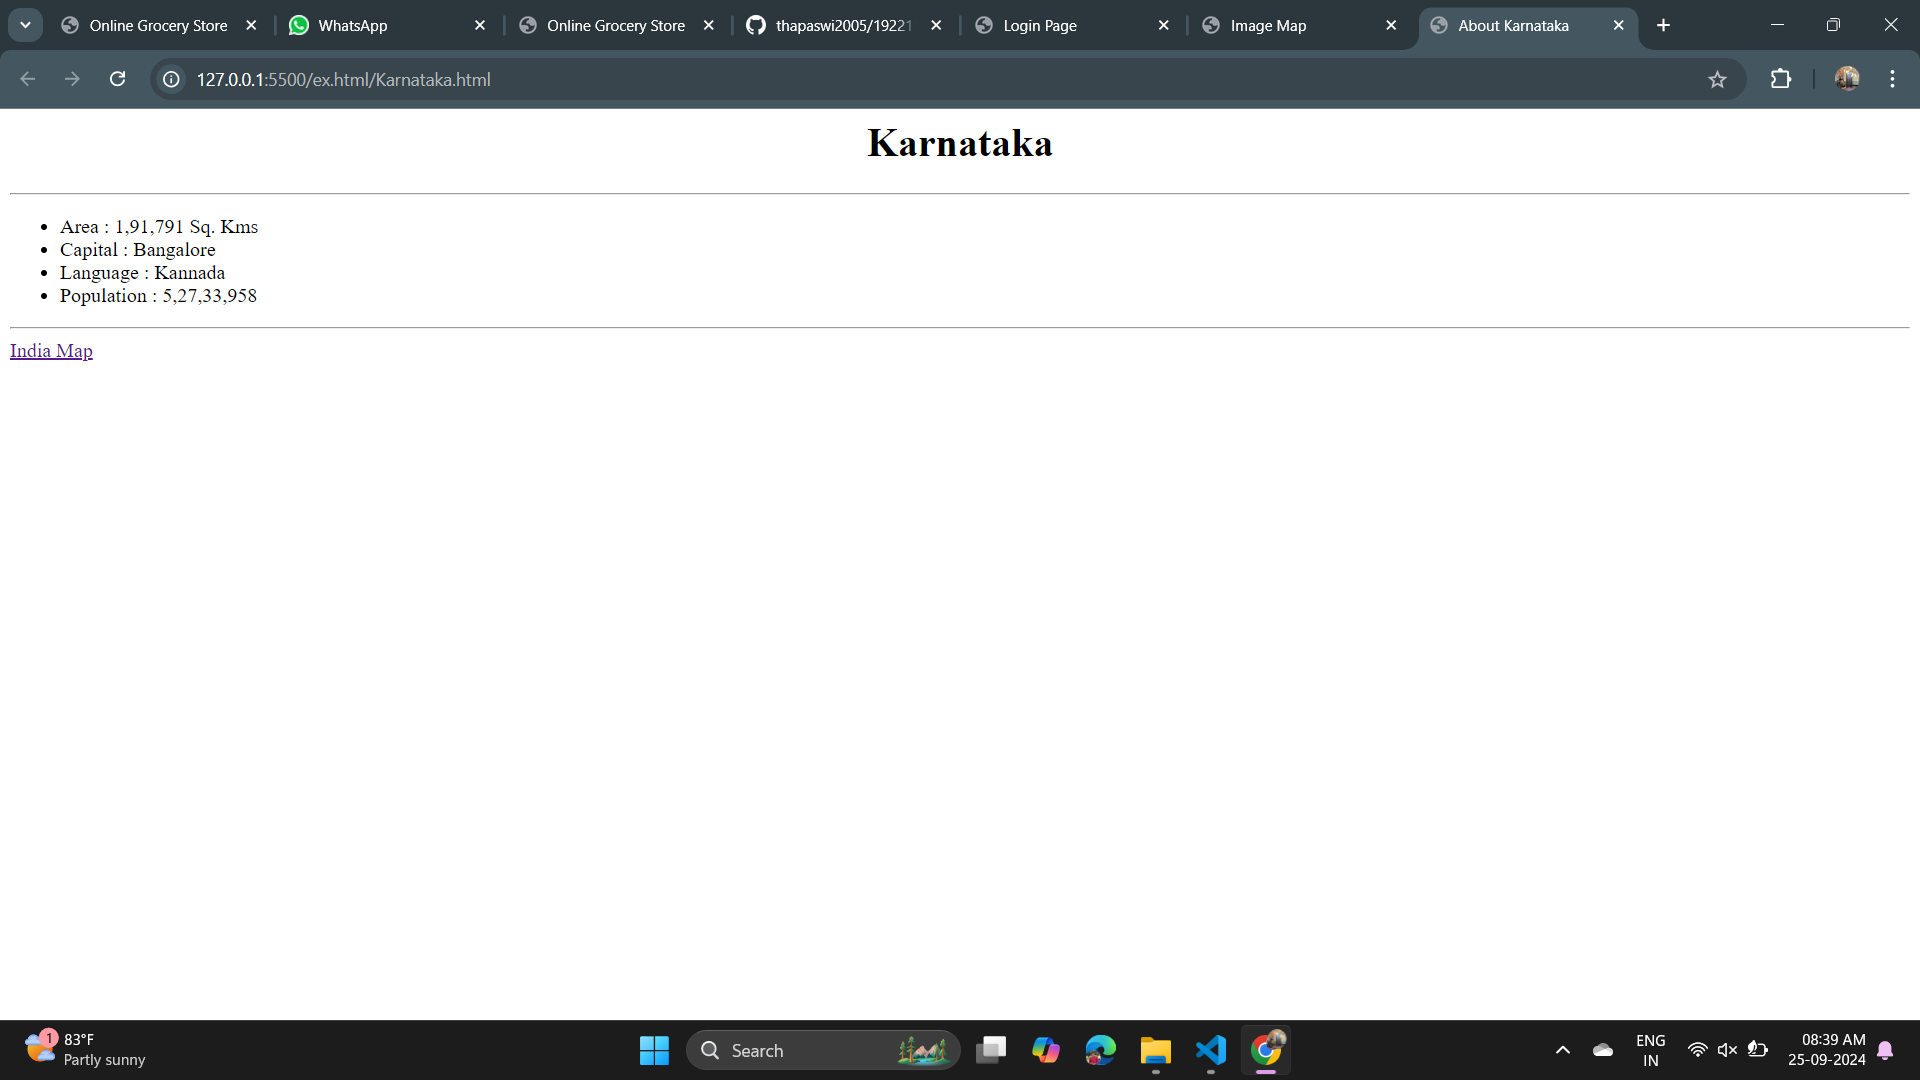 Online Grocery Store
WhatsApp
Online Grocery Store
thapaswi2005/19221
Login Page
Image Map
About Karnataka
127.0.0.1:5500/ex.html/Karnataka.html
Karnataka
Area : 1,91,791 Sq. Kms
Capital : Bangalore
Language : Kannada
Population : 5,27,33,958
India Map
1
83°F
Partly sunny
Search
ENG
IN
08:39 AM
25-09-2024